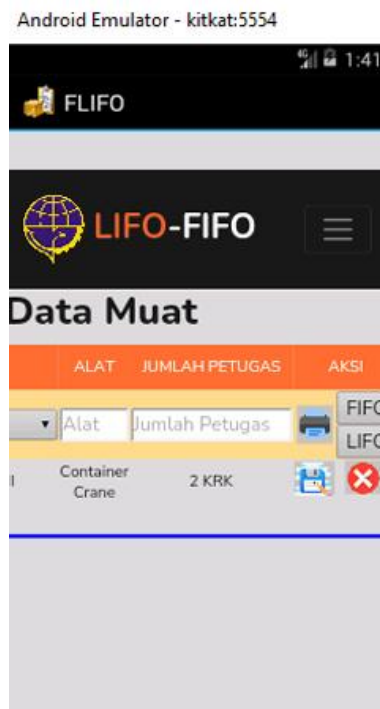 Android Emulator - kitkat:5554
4G 1:41
FLIFO
LIFO-FIFO
Data Muat
ALAT JUMLAH PETUGAS AKSI
Alat Jumlah Petugas FIFO
LIFO
Container
Crane
2 KRK